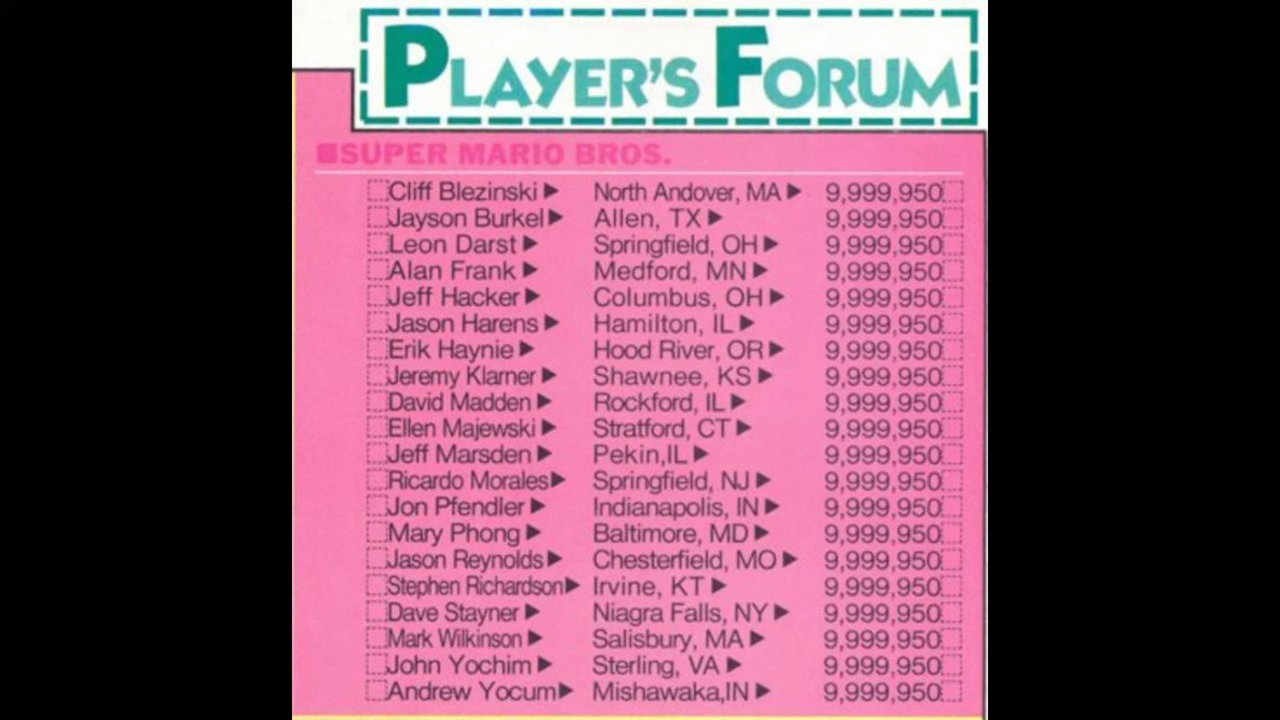 PLAYER'S FORUM
■SUPER MARIO BROS.
Cliff Blezinski▶ North Andover, MA▶ 9,999,950
Jayson Burkel▶ Allen, TX▶ 9,999,950
Leon Darst▶ Springfield, OH▶ 9,999,950
Alan Frank▶ Medford, MN▶ 9,999,950
Jeff Hacker▶ Columbus, OH▶ 9,999,950
Jason Harens▶ Hamilton, IL▶ 9,999,950
Erik Haynie▶ Hood River, OR▶ 9,999,950
Jeremy Klarner▶ Shawnee, KS▶ 9,999,950
David Madden▶ Rockford, IL▶ 9,999,950
Ellen Majewski▶ Stratford, CT▶ 9,999,950
Jeff Marsden▶ Pekin,IL▶ 9,999,950
Ricardo Morales▶ Springfield, NJ▶ 9,999,950
Jon Pfendler▶ Indianapolis, IN▶ 9,999,950
Mary Phong▶ Baltimore, MD▶ 9,999,950
Jason Reynolds▶ Chesterfield, MO▶ 9,999,950
Stephen Richardson▶ Irvine, KT▶ 9,999,950
Dave Stayner▶ Niagra Falls, NY▶ 9,999,950
Mark Wilkinson▶ Salisbury, MA▶ 9,999,950
John Yochim▶ Sterling, VA▶ 9,999,950
Andrew Yocum▶ Mishawaka,IN▶ 9,999,950